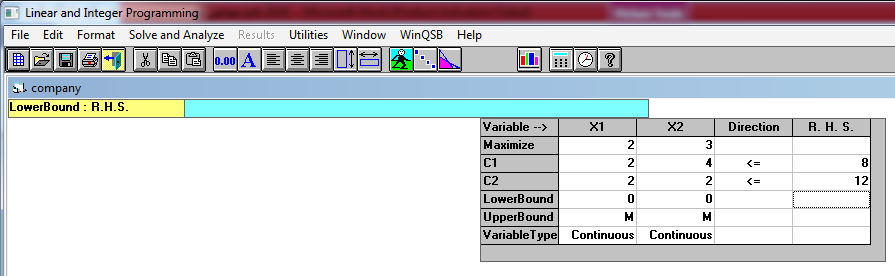 Linear and Integer Programming
File Edit Format Solve and Analyze Results Utilities Window WinQSB Help
0.00 A
company
LowerBound : R.H.S.
Variable --> X1 X2 Direction R. H. S.
Maximize 2 3
C1 2 4 <= 8
C2 2 2 <= 12
LowerBound 0 0
UpperBound M M
VariableType Continuous Continuous